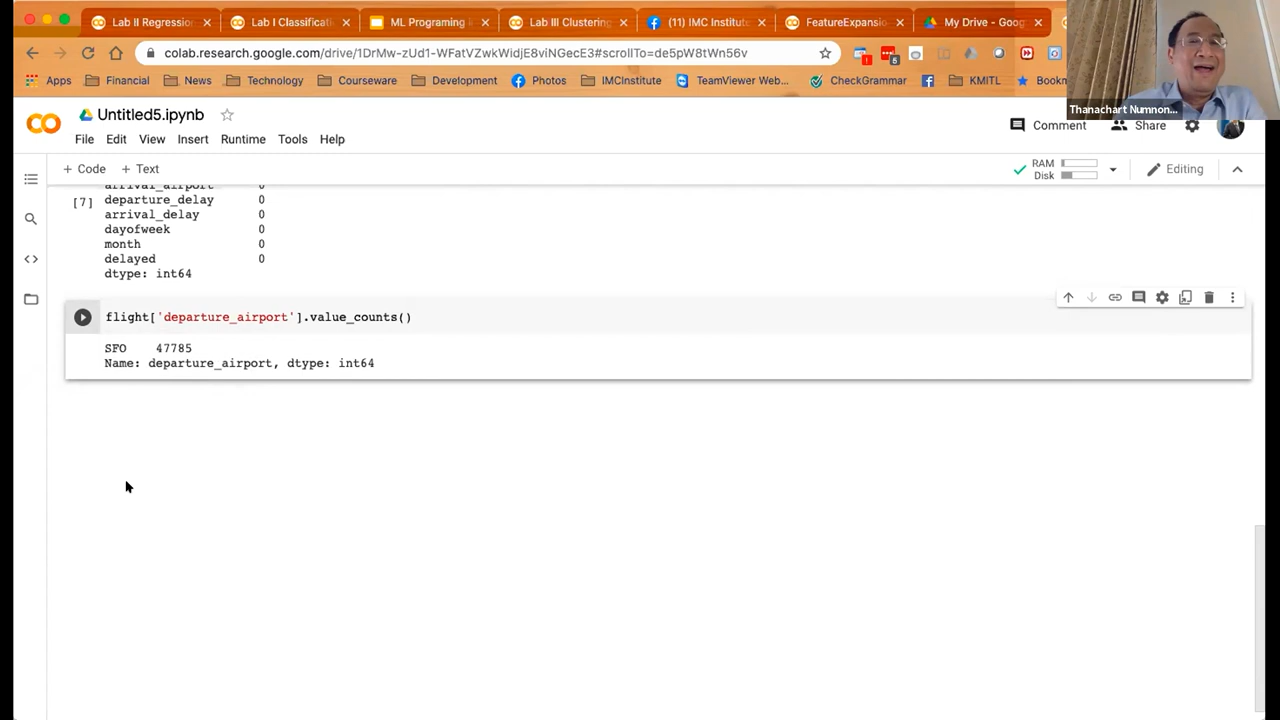 Lab II Regressio
Lab I Classificati
ML Programing i
Lab III Clustering
(11) IMC Institut
FeatureExpansio
My Drive - Goog
colab.research.google.com/drive/1DrMw-zUd1-WFatVZwkWidjE8viNGecE3#scrollTo=de5pW8tWn56v
Apps
Financial
News
Technology
Courseware
Development
Photos
IMCInstitute
TeamViewer Web...
CheckGrammar
KMITL
Bookm
Thanachart Numnon...
Untitled5.ipynb
Comment
Share
File Edit View Insert Runtime Tools Help
+ Code + Text
RAM
Disk
Editing
arrival_airport 0
[7] departure_delay 0
arrival_delay 0
dayofweek 0
month 0
delayed 0
dtype: int64
flight['departure_airport'].value_counts()
SFO 47785
Name: departure_airport, dtype: int64